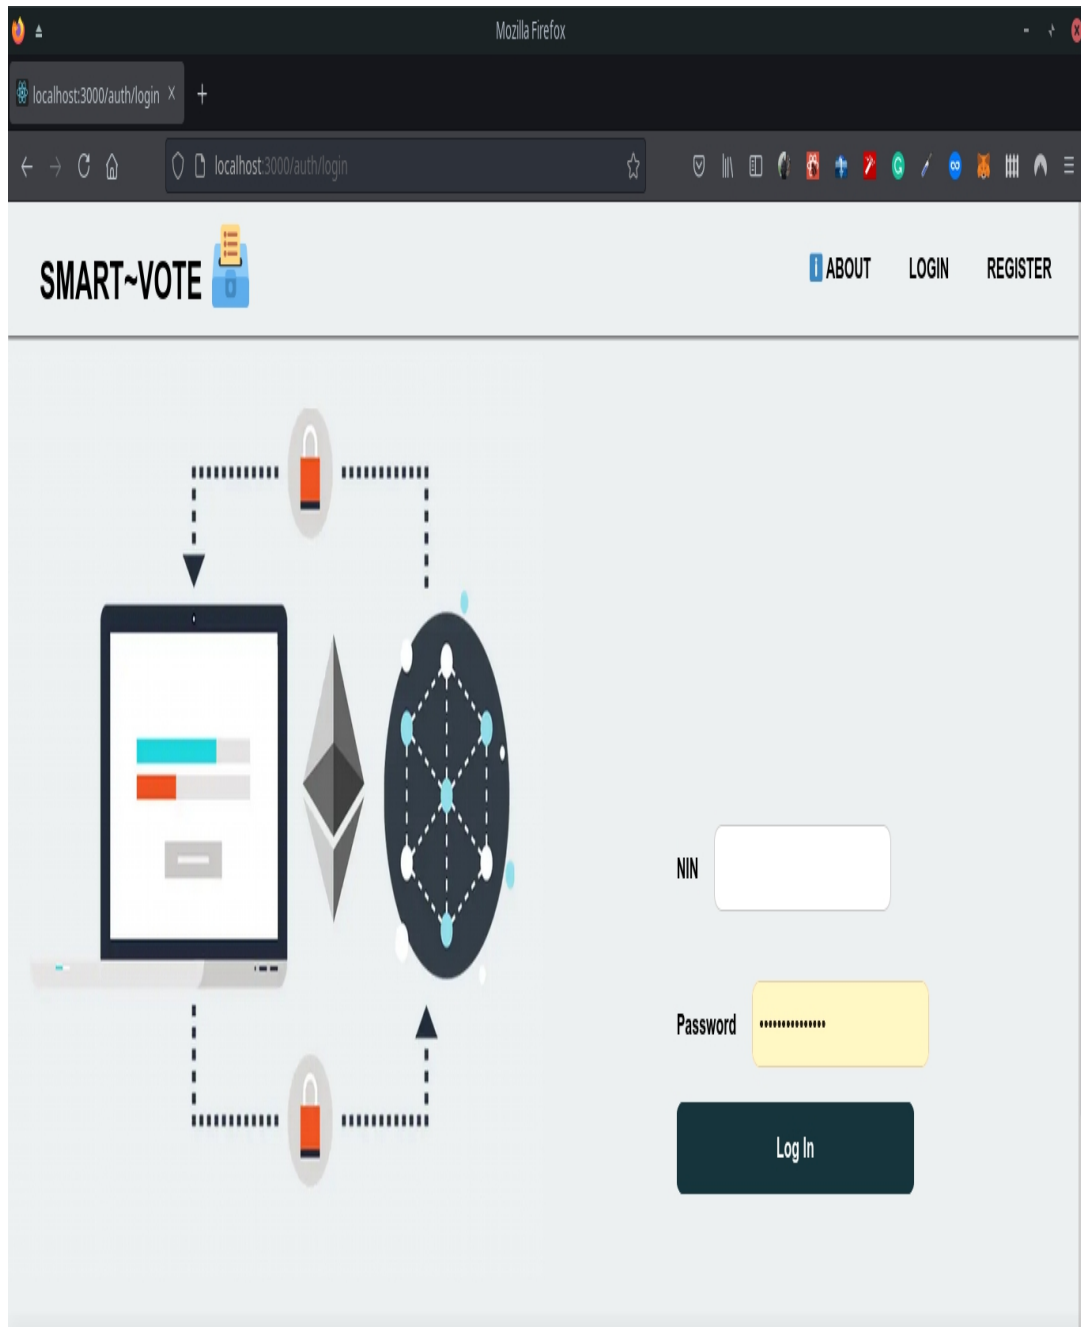 Mozilla Firefox
localhost:3000/auth/login
localhost:3000/auth/login
SMART~VOTE
i ABOUT LOGIN REGISTER
NIN
Password ••••••••••••••
Log In